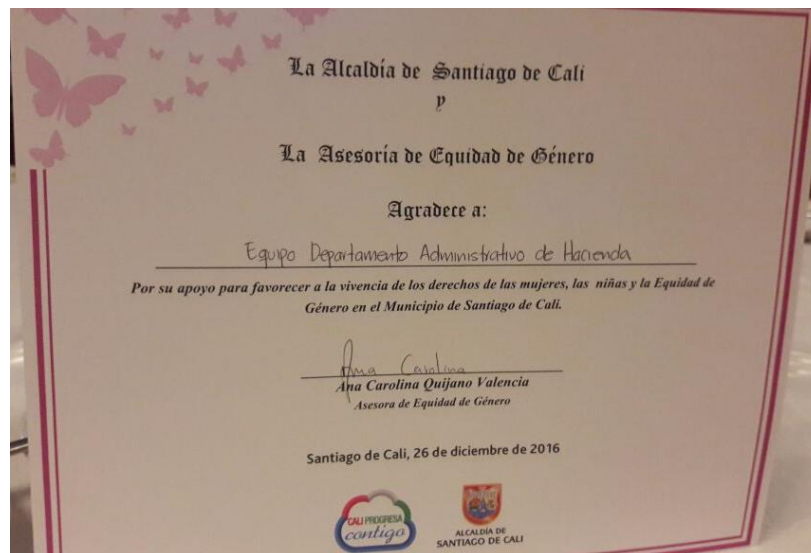 La Alcaldía de Santiago de Cali
y
La Asesoría de Equidad de Género
Agradece a:
Equipo Departamento Administrativo de Hacienda
Por su apoyo para favorecer a la vivencia de los derechos de las mujeres, las niñas y la Equidad de
Género en el Municipio de Santiago de Cali.
Ana Carolina
Ana Carolina Quijano Valencia
Asesora de Equidad de Género
Santiago de Cali, 26 de diciembre de 2016
CALI PROGRESA
contigo
ALCALDÍA DE
SANTIAGO DE CALI